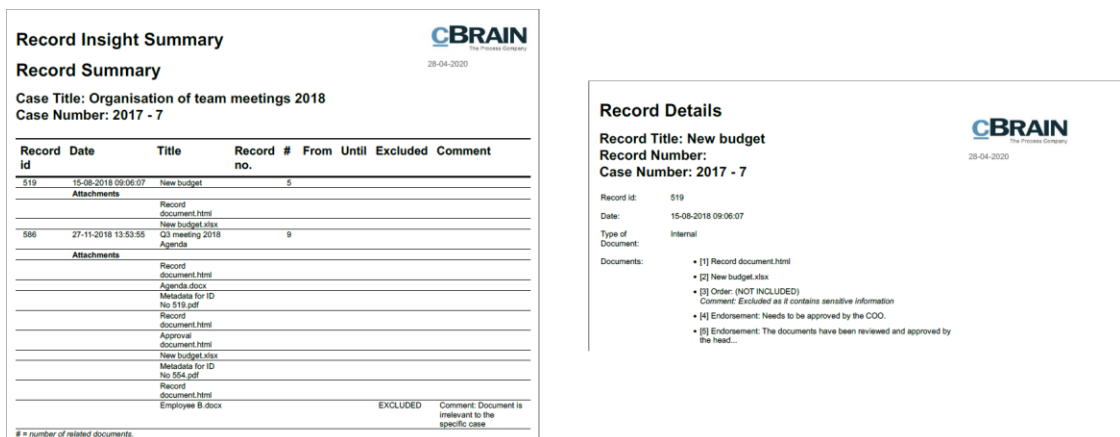 Record Insight Summary
cBRAIN
The Process Company
28-04-2020
Record Summary
Case Title: Organisation of team meetings 2018
Case Number: 2017 - 7
Record id Date Title Record no. # From Until Excluded Comment
519 15-08-2018 09:06:07 New budget 5
Attachments
Record
document.html
New budget.xlsx
586 27-11-2018 13:53:55 Q3 meeting 2018 9
Agenda
Attachments
Record
document.html
Agenda.docx
Metadata for ID
No 519.pdf
Record
document.html
Approval
document.html
New budget.xlsx
Metadata for ID
No 554.pdf
Record
document.html
Employee B.docx EXCLUDED Comment: Document is
irrelevant to the
specific case
# = number of related documents.
Record Details
cBRAIN
The Process Company
28-04-2020
Record Title: New budget
Record Number:
Case Number: 2017 - 7
Record id: 519
Date: 15-08-2018 09:06:07
Type of Internal
Document:
Documents: • [1] Record document.html
• [2] New budget.xlsx
• [3] Order: (NOT INCLUDED)
Comment: Excluded as it contains sensitive information
• [4] Endorsement: Needs to be approved by the COO.
• [5] Endorsement: The documents have been reviewed and approved by
the head...